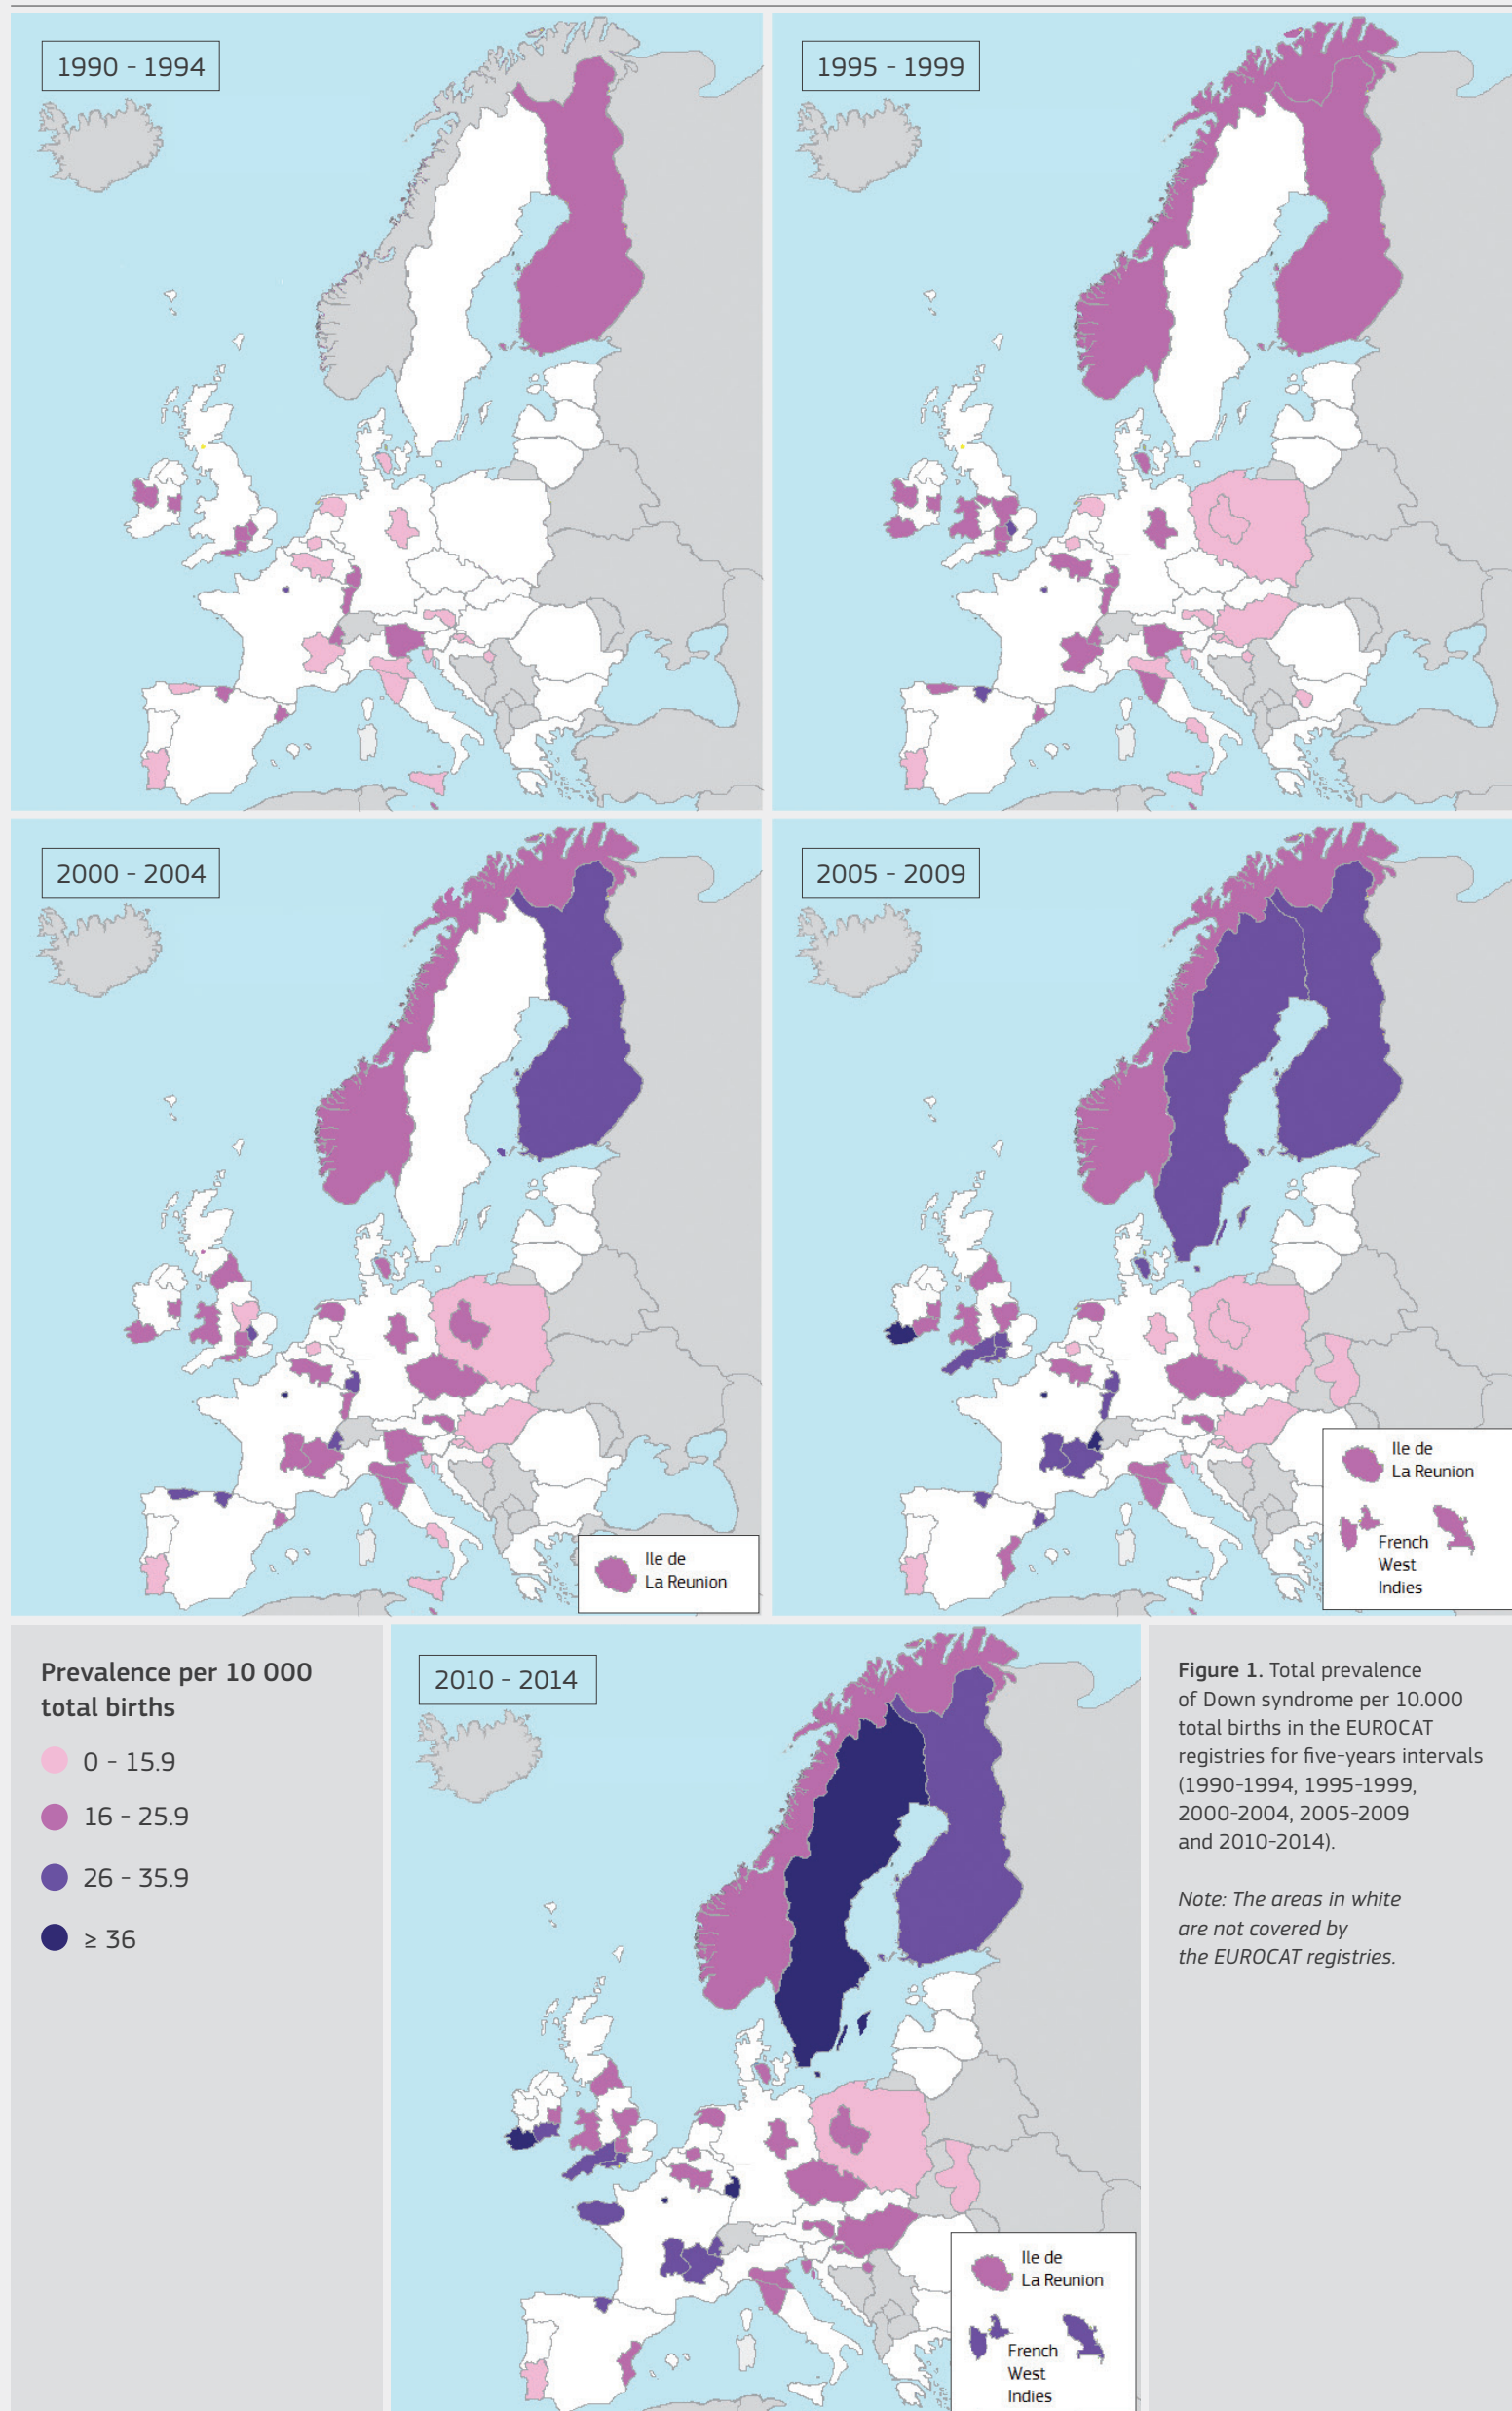 1990 - 1994
1995 - 1999
2000 - 2004
Ile de
La Reunion
2005 - 2009
Ile de
La Reunion
French
West
Indies
Prevalence per 10 000
total births
0 - 15.9
16 - 25.9
26 - 35.9
≥ 36
2010 - 2014
Ile de
La Reunion
French
West
Indies
Figure 1. Total prevalence
of Down syndrome per 10.000
total births in the EUROCAT
registries for five-years intervals
(1990-1994, 1995-1999,
2000-2004, 2005-2009
and 2010-2014).
Note: The areas in white
are not covered by
the EUROCAT registries.